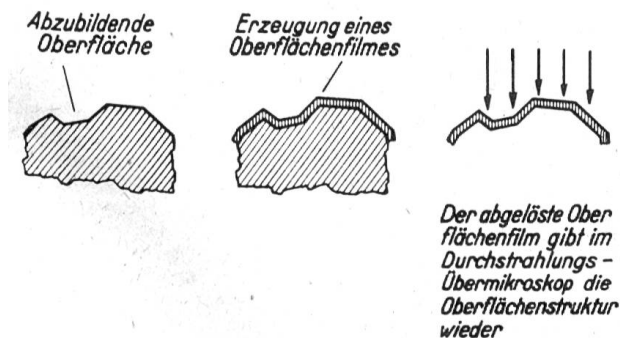 Abzubildende
Oberfläche
Erzeugung eines
Oberflächenfilmes
Der abgelöste Ober
flächenfilm gibt im
Durchstrahlungs-
Übermikroskop die
Oberflächenstruktur
wieder